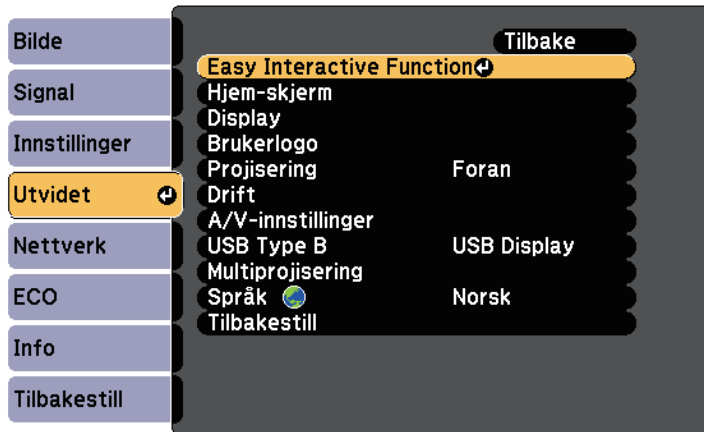 Bilde
Signal
Innstillinger
Utvidet
Nettverk
ECO
Info
Tilbakestill
Tilbake
Easy Interactive Function
Hjem-skjerm
Display
Brukerlogo
Projisering Foran
Drift
A/V-innstillinger
USB Type B USB Display
Multiprojisering
Språk Norsk
Tilbakestill